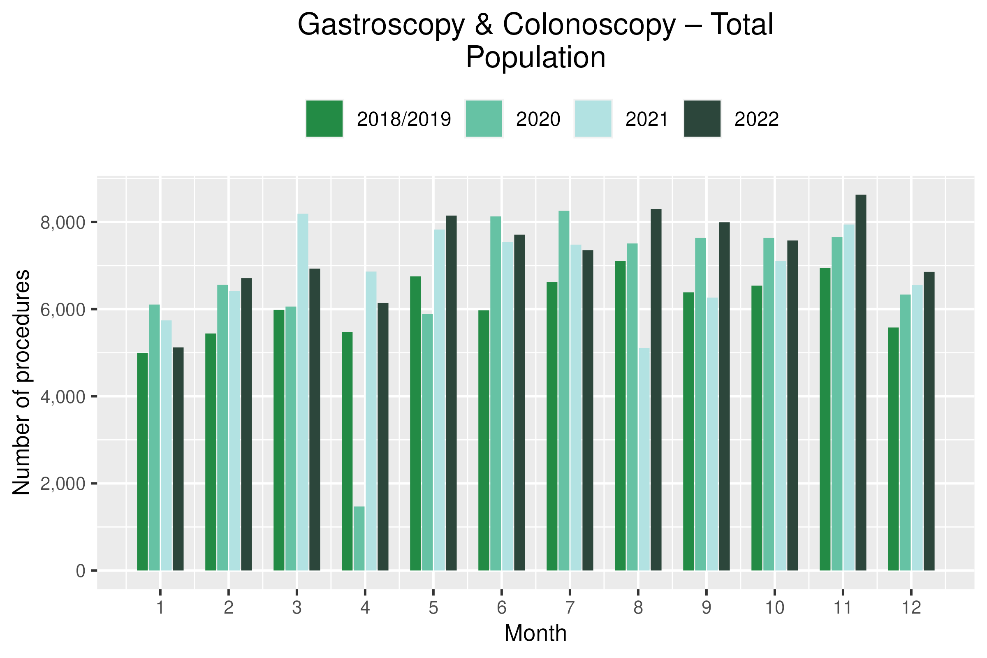 Gastroscopy & Colonoscopy – Total
Population
2018/2019 2020 2021 2022
Number of procedures
8,000
6,000
4,000
2,000
0
1 2 3 4 5 6 7 8 9 10 11 12
Month